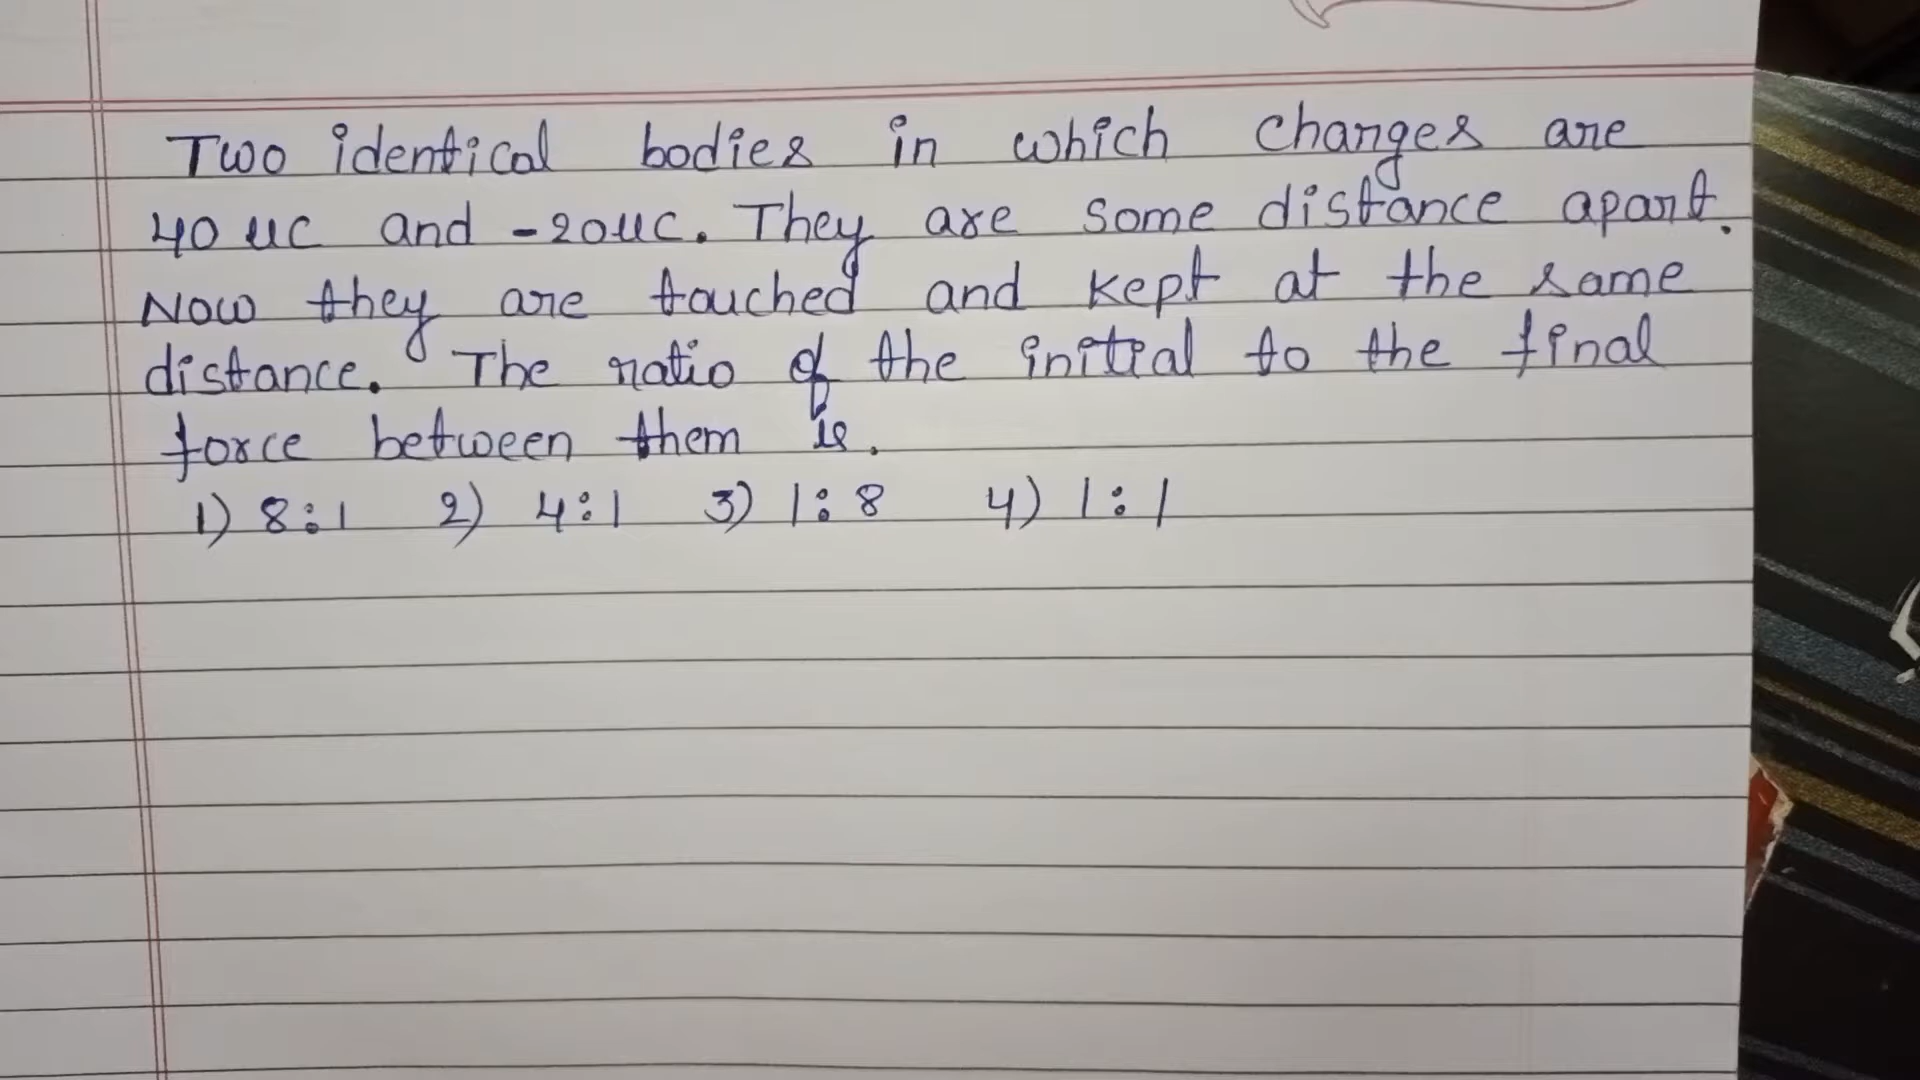 Two identical bodies in which charges are
40 uc and -20uc. They are some distance apart.
Now they are touched and kept at the same
distance. The ratio of the initial to the final
force between them is.
1) 8:1 2) 4:1 3) 1:8 4) 1:1